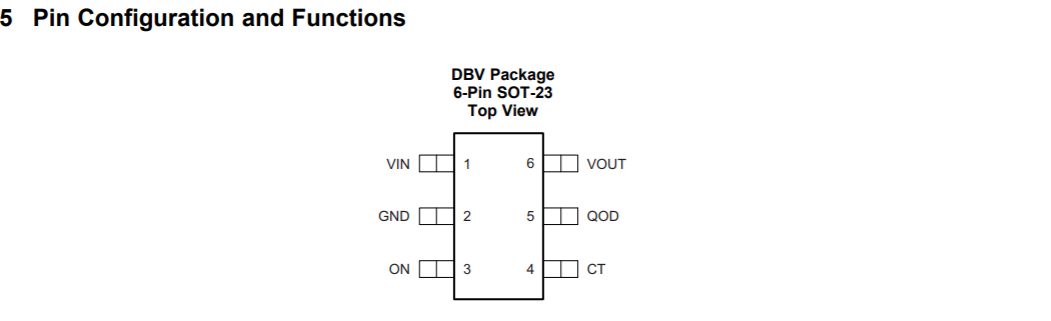 5 Pin Configuration and Functions
DBV Package
6-Pin SOT-23
Top View
VIN 1 6 VOUT
GND 2 5 QOD
ON 3 4 CT